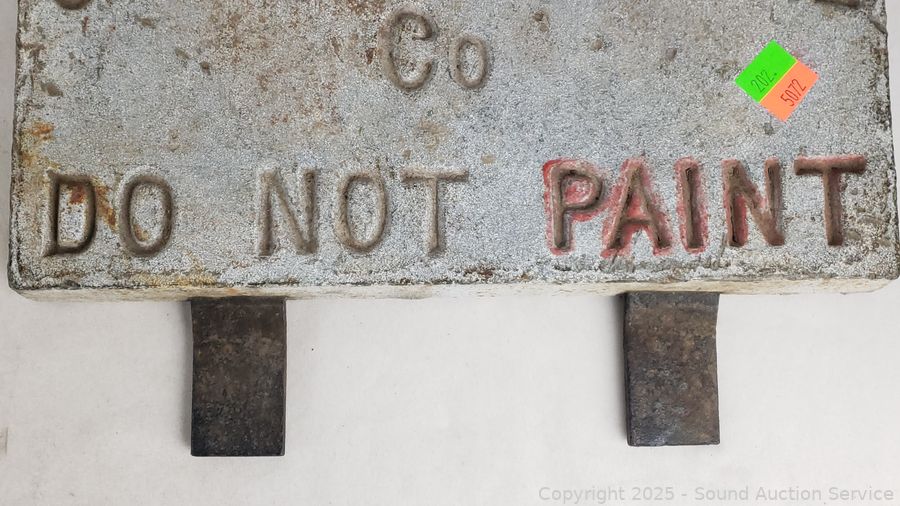 Co
202.
5072
DO NOT PAINT
Copyright 2025 - Sound Auction Service